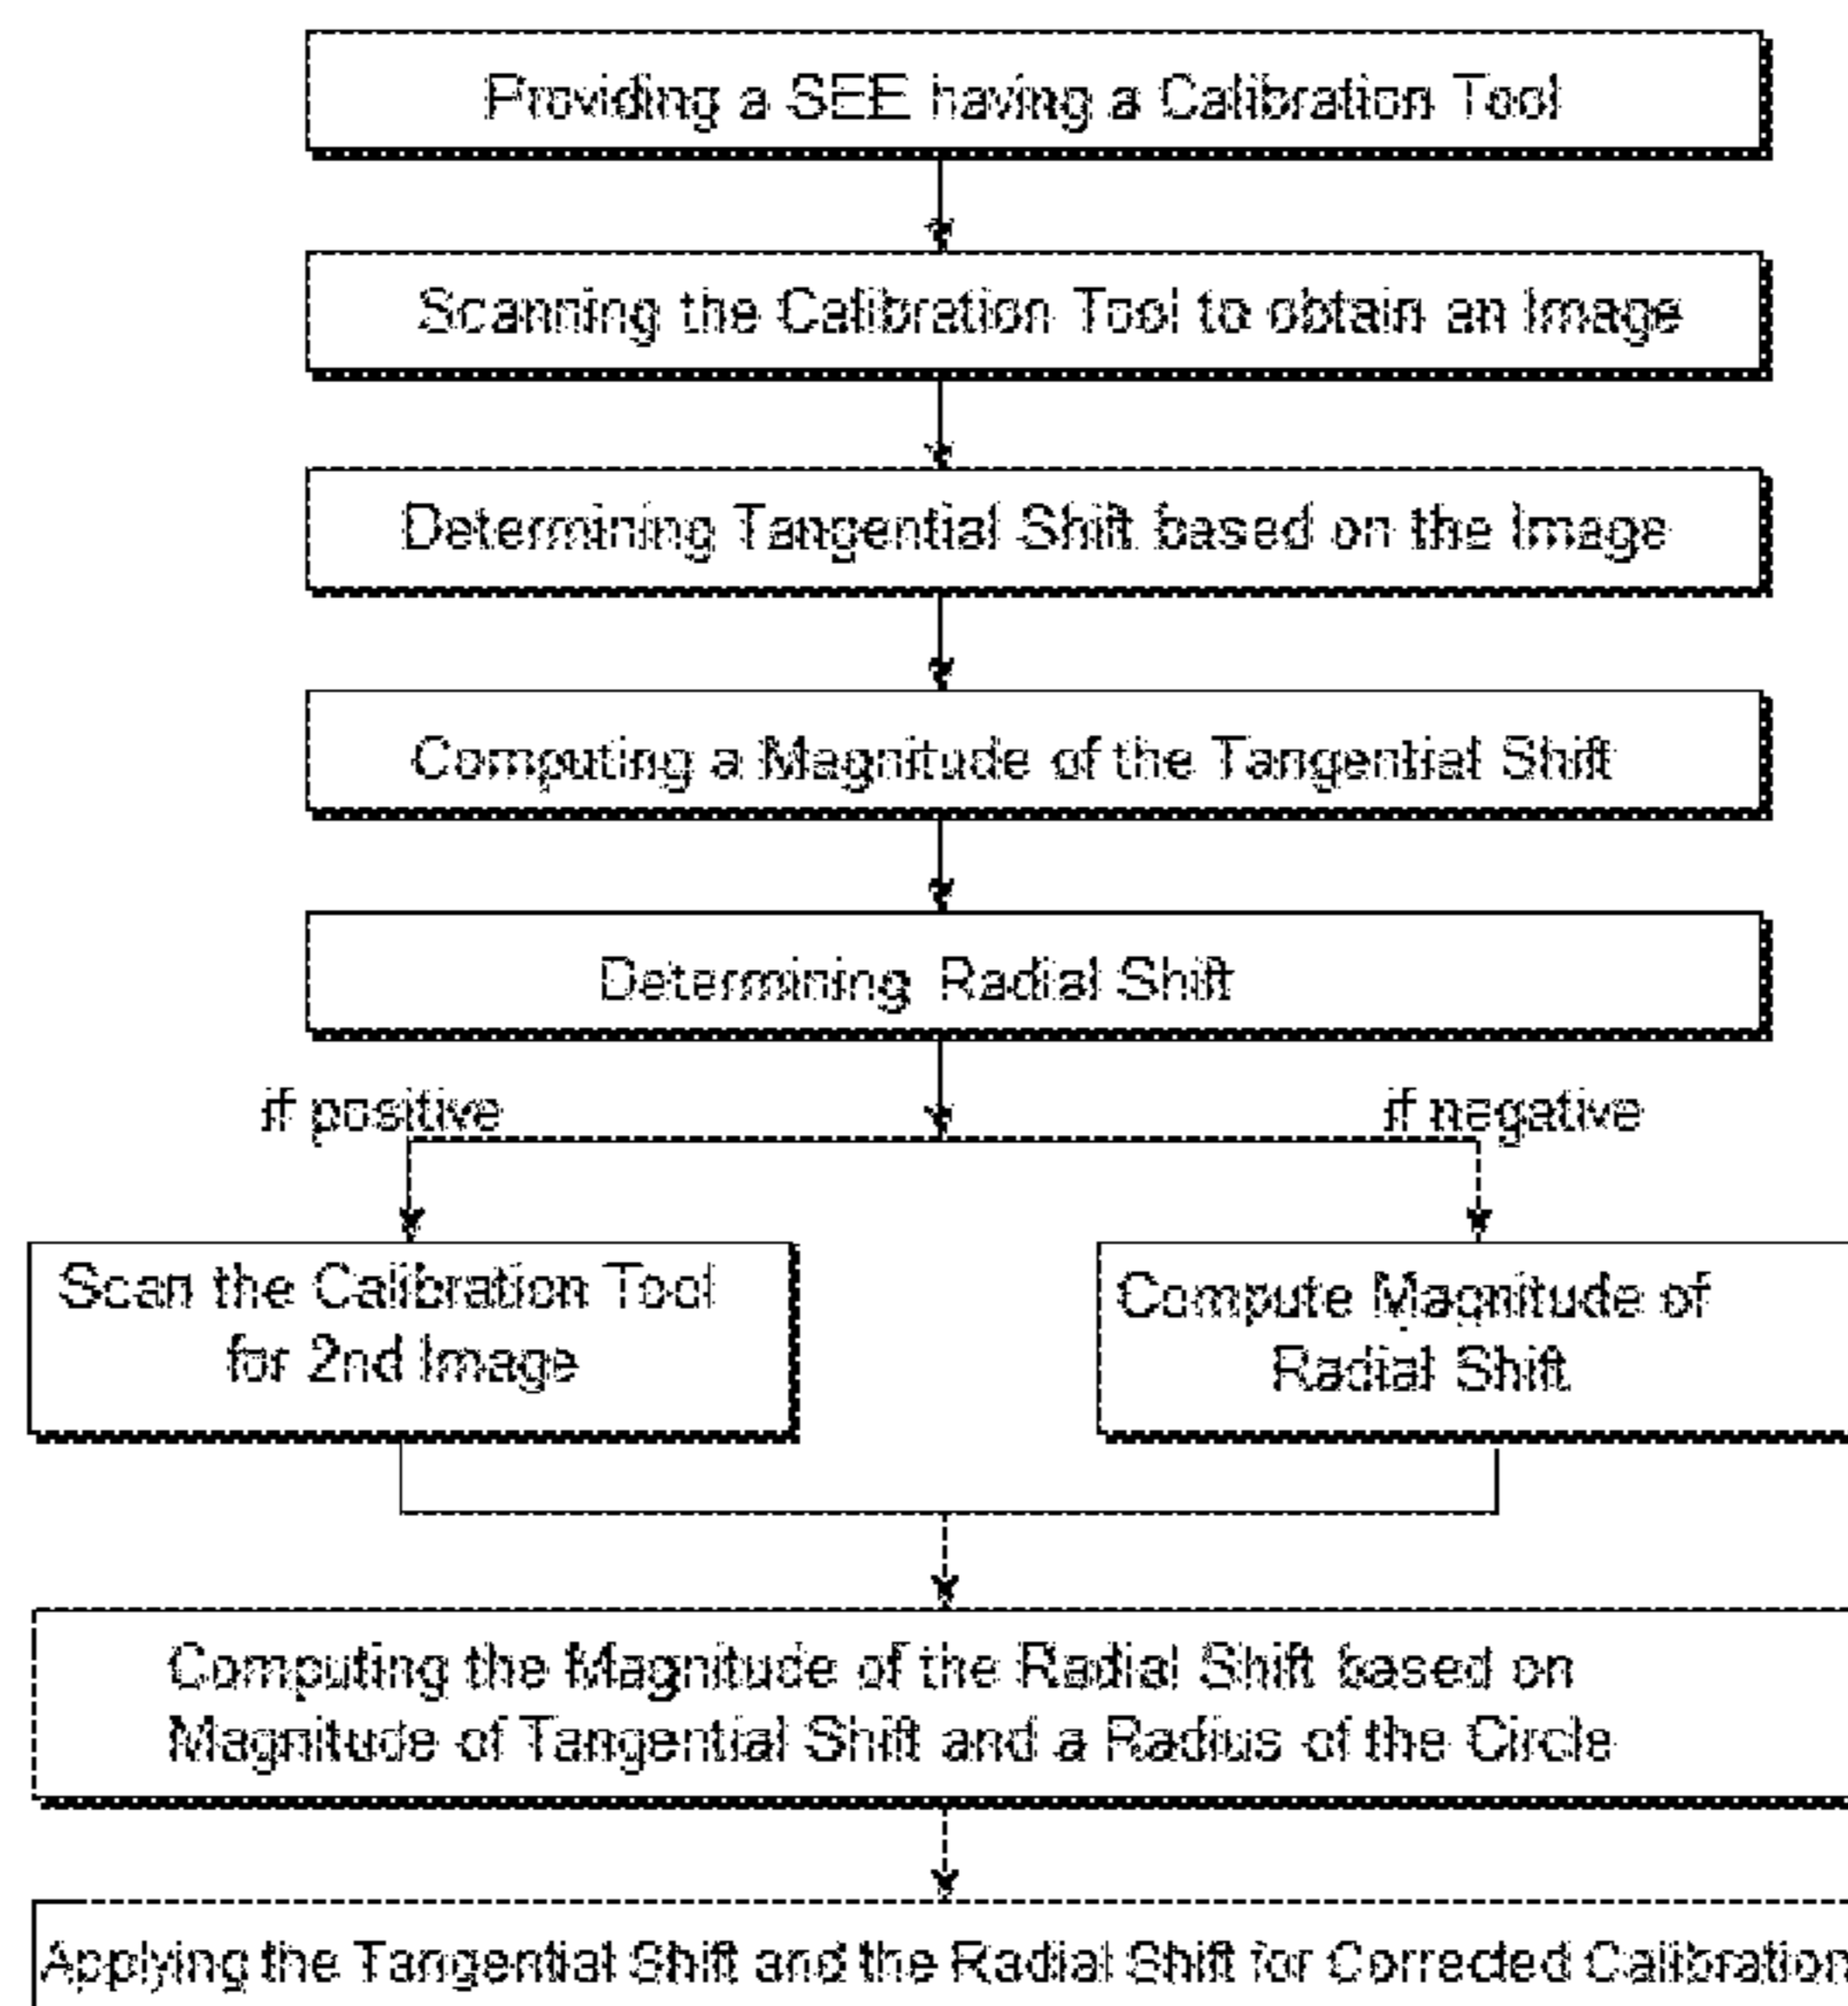 Providing a SEE having a Calibration Tool
Scanning the Calibration Tool to obtain an Image
Determining Tangential Shift based on the Image
Computing a Magnitude of the Tangential Shift
Determining Radial Shift
if positive
if negative
Scan the Calibration Tool
for 2nd Image
Compute Magnitude of
Radial Shift
Computing the Magnitude of the Radial Shift based on
Magnitude of Tangential Shift and a Radius of the Circle
Applying the Tangential Shift and the Radial Shift for Corrected Calibration